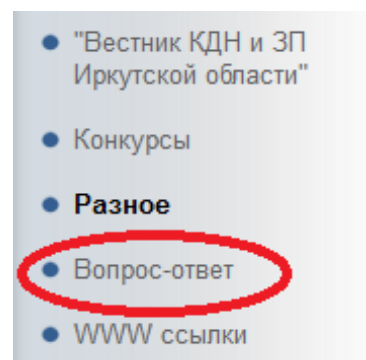 "Вестник КДН и ЗП
Иркутской области"
Конкурсы
Разное
Вопрос-ответ
WWW ссылки